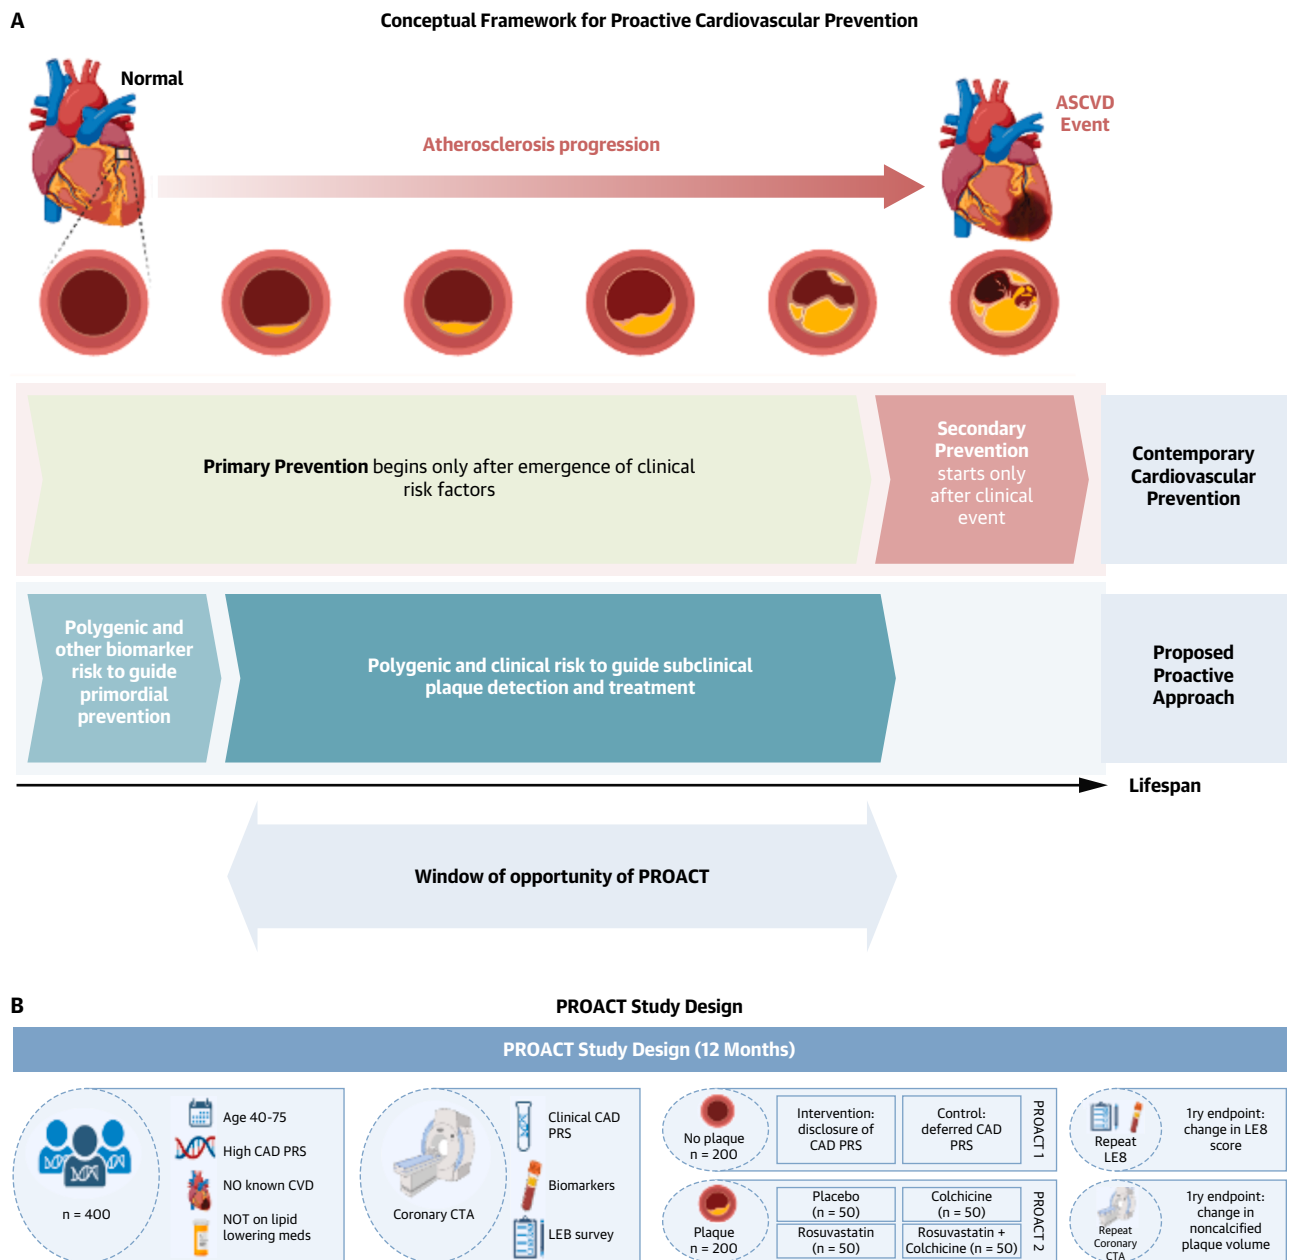 A
Conceptual Framework for Proactive Cardiovascular Prevention
Normal
ASCVD
Event
Atherosclerosis progression
Primary Prevention begins only after emergence of clinical
risk factors
Secondary
Prevention
starts only
after clinical
event
Contemporary
Cardiovascular
Prevention
Polygenic and
other biomarker
risk to guide
primordial
prevention
Polygenic and clinical risk to guide subclinical
plaque detection and treatment
Proposed
Proactive
Approach
Lifespan
Window of opportunity of PROACT
B
PROACT Study Design
PROACT Study Design (12 Months)
n = 400
Age 40-75
High CAD PRS
NO known CVD
NOT on lipid
lowering meds
Coronary CTA
Clinical CAD
PRS
Biomarkers
LEB survey
No plaque
n = 200
Intervention:
disclosure of
CAD PRS
Control:
deferred CAD
PRS
PROACT 1
Repeat
LE8
1ry endpoint:
change in LE8
score
Plaque
n = 200
Placebo
(n = 50)
Colchicine
(n = 50)
Rosuvastatin
(n = 50)
Rosuvastatin +
Colchicine (n = 50)
PROACT 2
Repeat
Coronary
CTA
1ry endpoint:
change in
noncalcified
plaque volume